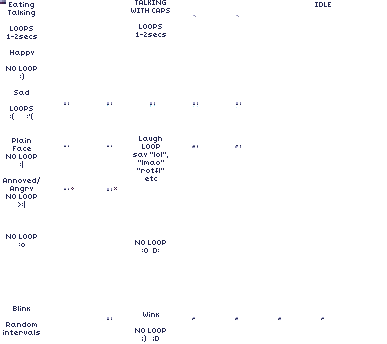 Eating
Talking
LOOPS
1-2secs
TALKING
WITH CAPS
LOOPS
1-2secs
IDLE
Happy
NO LOOP
:)
Sad
LOOPS
:( :'(
Plain
Face
NO LOOP
:|
Laugh
LOOP
say "lol",
"lmao"
"rotfl"
etc
Annoyed/
Angry
NO LOOP
>:|
NO LOOP
:o
NO LOOP
:O D:
Blink
Random
intervals
Wink
NO LOOP
;) ;D